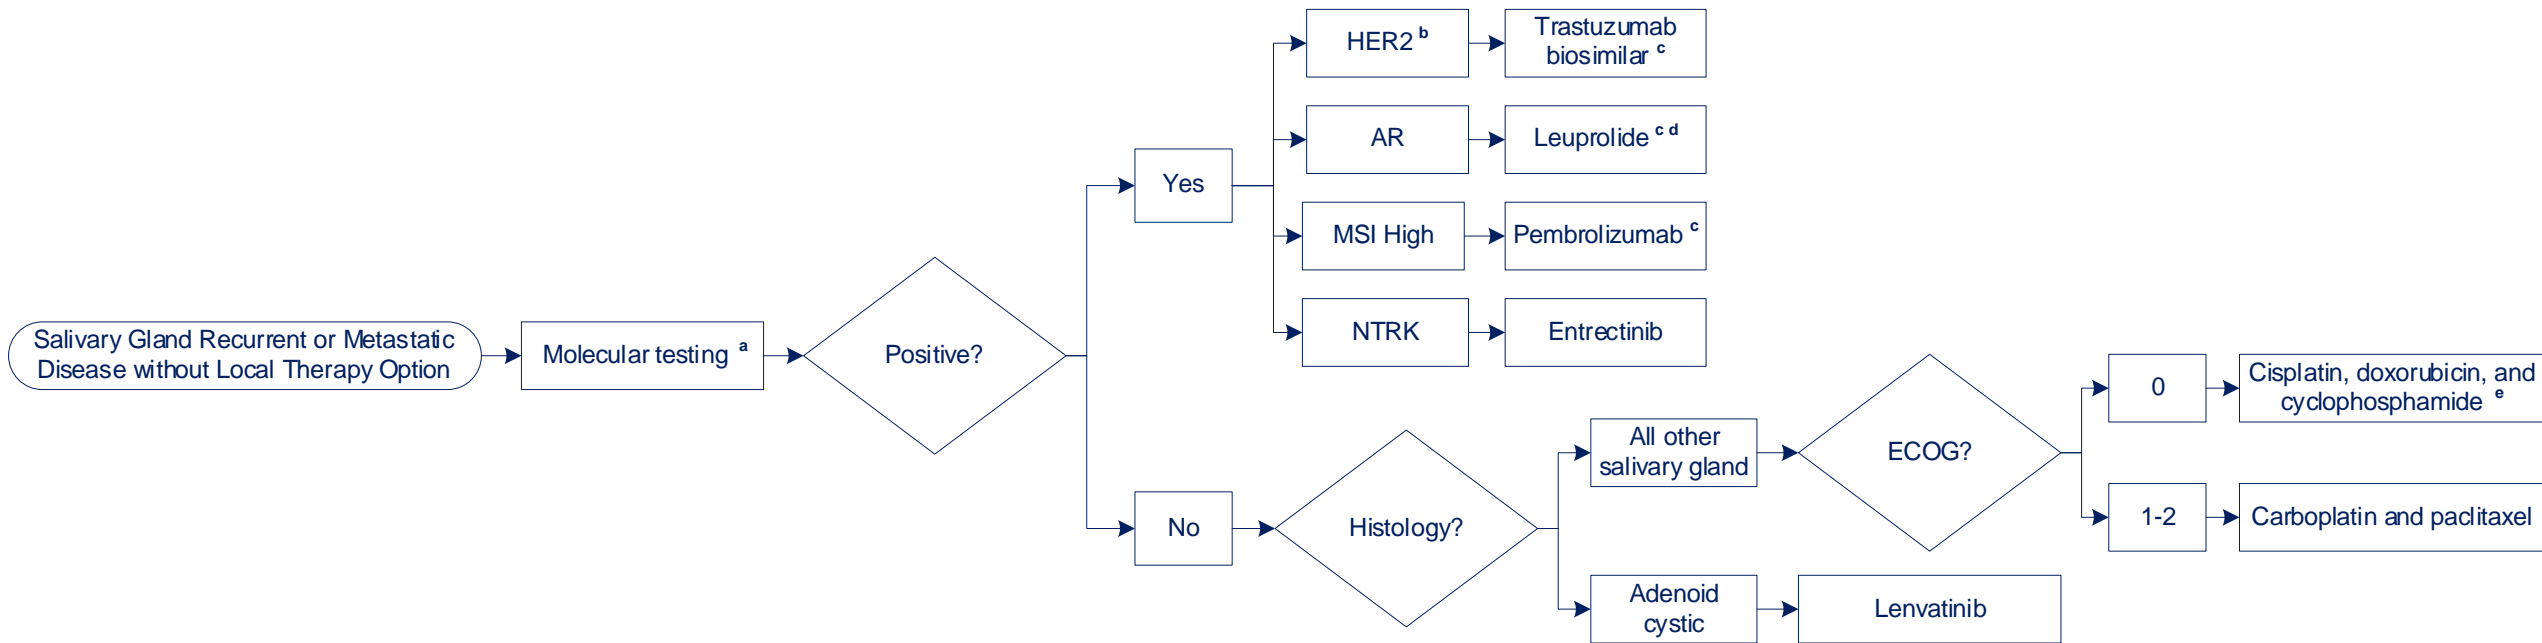 Salivary Gland Recurrent or Metastatic
Disease without Local Therapy Option
Molecular testing a
Positive?
Yes
HER2 b
Trastuzumab
biosimilar c
AR
Leuprolide c d
MSI High
Pembrolizumab c
NTRK
Entrectinib
No
Histology?
All other
salivary gland
ECOG?
0
Cisplatin, doxorubicin, and
cyclophosphamide e
1-2
Carboplatin and paclitaxel
Adenoid
cystic
Lenvatinib